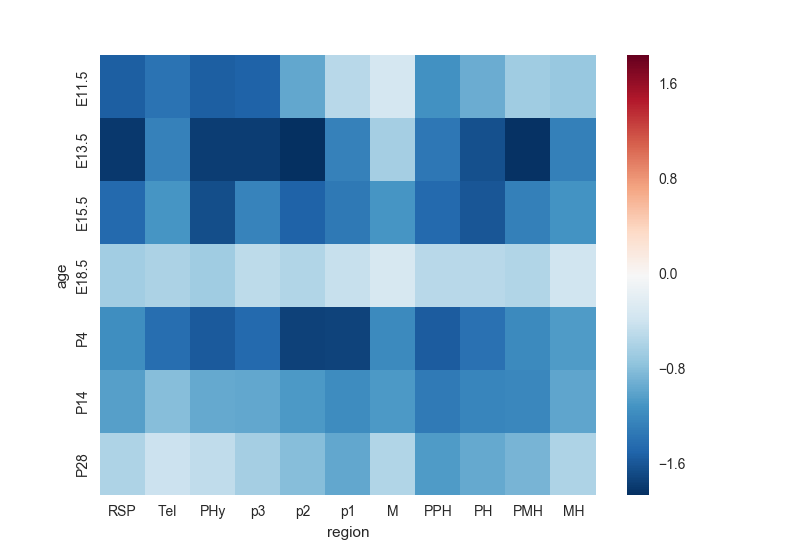 age
E11.5
E13.5
E15.5
E18.5
P4
P14
P28
RSP Tel PHy p3 p2 p1 M PPH PH PMH MH
region
1.6
0.8
0.0
−0.8
−1.6